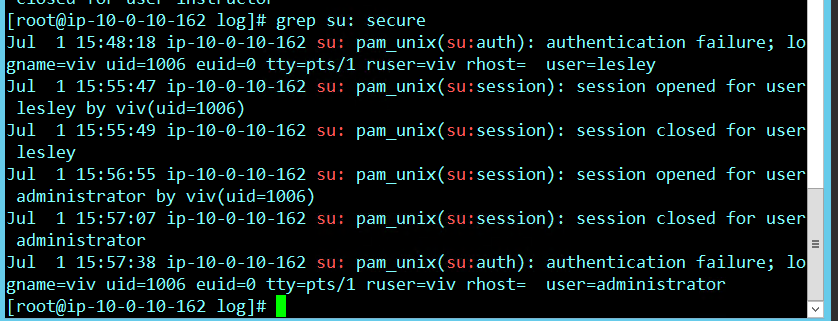 closed for user instructor
[root@ip-10-0-10-162 log]# grep su: secure
Jul  1 15:48:18 ip-10-0-10-162 su: pam_unix(su:auth): authentication failure; lo
gname=viv uid=1006 euid=0 tty=pts/1 ruser=viv rhost=  user=lesley
Jul  1 15:55:47 ip-10-0-10-162 su: pam_unix(su:session): session opened for user
 lesley by viv(uid=1006)
Jul  1 15:55:49 ip-10-0-10-162 su: pam_unix(su:session): session closed for user
 lesley
Jul  1 15:56:55 ip-10-0-10-162 su: pam_unix(su:session): session opened for user
 administrator by viv(uid=1006)
Jul  1 15:57:07 ip-10-0-10-162 su: pam_unix(su:session): session closed for user
 administrator
Jul  1 15:57:38 ip-10-0-10-162 su: pam_unix(su:auth): authentication failure; lo
gname=viv uid=1006 euid=0 tty=pts/1 ruser=viv rhost=  user=administrator
[root@ip-10-0-10-162 log]#